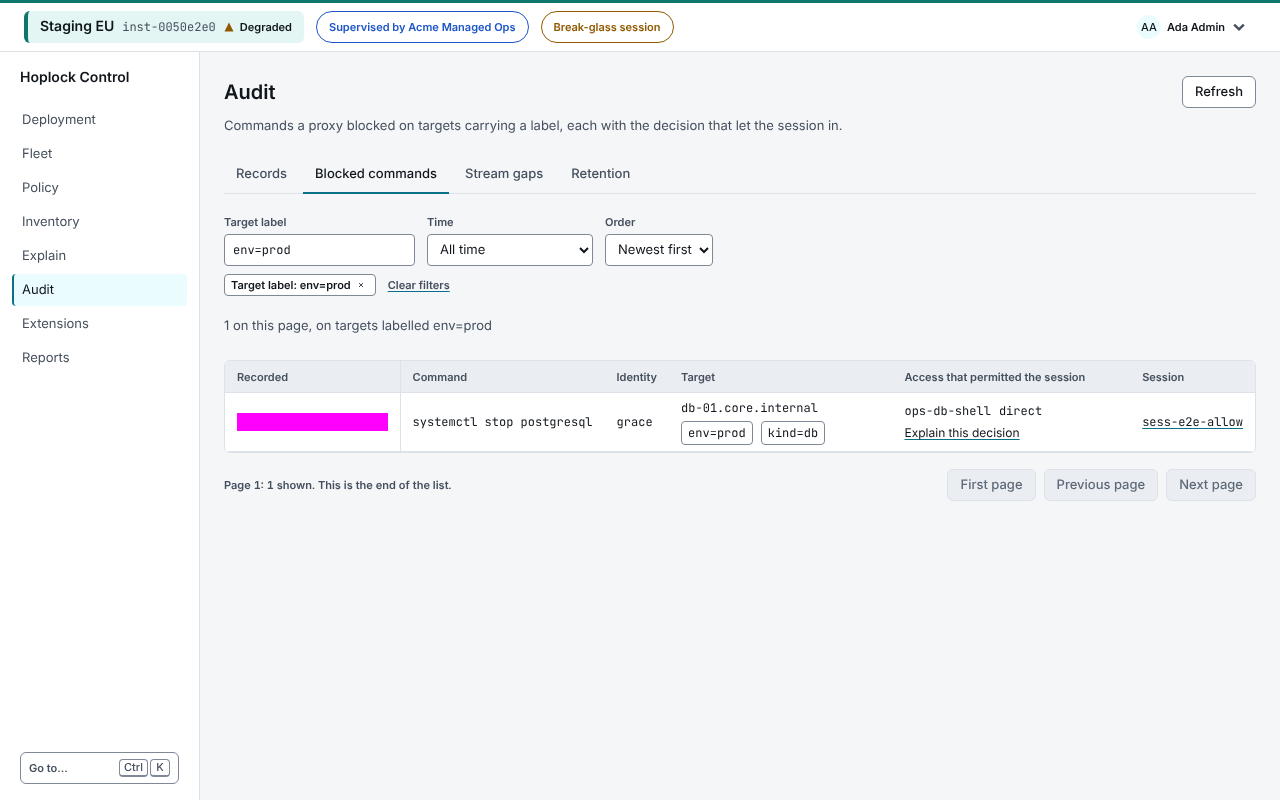 Staging EU inst-0050e2e0 Degraded
Supervised by Acme Managed Ops
Break-glass session
AA Ada Admin
Hoplock Control
Deployment
Fleet
Policy
Inventory
Explain
Audit
Extensions
Reports
Go to... Ctrl K
Audit
Refresh
Commands a proxy blocked on targets carrying a label, each with the decision that let the session in.
Records Blocked commands Stream gaps Retention
Target label Time Order
env=prod All time Newest first
Target label: env=prod × Clear filters
1 on this page, on targets labelled env=prod
Recorded Command Identity Target Access that permitted the session Session
systemctl stop postgresql grace db-01.core.internal ops-db-shell direct sess-e2e-allow
env=prod kind=db Explain this decision
Page 1: 1 shown. This is the end of the list.
First page Previous page Next page